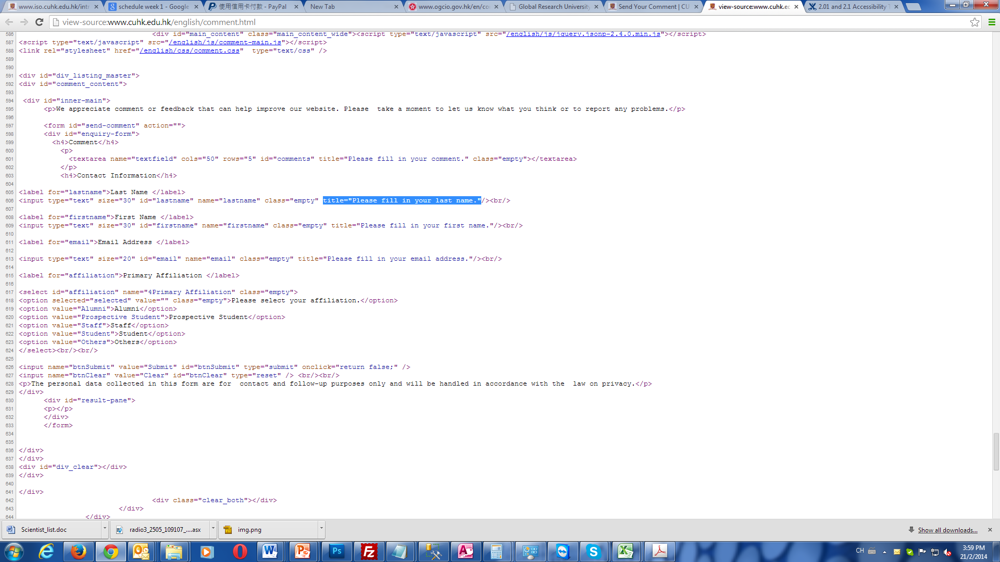 www.iso.cuhk.edu.hk/intr
schedule week 1 - Google
使用信用卡付款 - PayPal
New Tab
www.ogcio.gov.hk/en/co
Global Research University
Send Your Comment | CU
view-source:www.cuhk.ec
2.01 and 2.1 Accessibility T
view-source:www.cuhk.edu.hk/english/comment.html
586 <div id="main_content" class="main_content_wide"><script type="text/javascript" src="/english/js/jquery.jsonp-2.4.0.min.js"></script>
587 <script type="text/javascript" src="/english/js/comment-main.js"></script>
588 <link rel="stylesheet" href="/english/css/comment.css"  type="text/css" />
589
590
591 <div id="div_listing_master">
592 <div id="comment_content">
593
594 <div id="inner-main">
595 <p>We appreciate comment or feedback that can help improve our website. Please  take a moment to let us know what you think or to report any problems.</p>
596
597 <form id="send-comment" action="">
598 <div id="enquiry-form">
599 <h4>Comment</h4>
600 <p>
601 <textarea name="textfield" cols="50" rows="5" id="comments" title="Please fill in your comment." class="empty"></textarea>
602 </p>
603 <h4>Contact Information</h4>
604
605 <label for="lastname">Last Name </label>
606 <input type="text" size="30" id="lastname" name="lastname" class="empty" title="Please fill in your last name."/><br/>
607
608 <label for="firstname">First Name </label>
609 <input type="text" size="30" id="firstname" name="firstname" class="empty" title="Please fill in your first name."/><br/>
610
611 <label for="email">Email Address </label>
612
613 <input type="text" size="20" id="email" name="email" class="empty" title="Please fill in your email address."/><br/>
614
615 <label for="affiliation">Primary Affiliation </label>
616
617 <select id="affiliation" name="4Primary Affiliation" class="empty">
618 <option selected="selected" value="" class="empty">Please select your affiliation.</option>
619 <option value="Alumni">Alumni</option>
620 <option value="Prospective Student">Prospective Student</option>
621 <option value="Staff">Staff</option>
622 <option value="Student">Student</option>
623 <option value="Others">Others</option>
624 </select><br/><br/>
625
626 <input name="btnSubmit" value="Submit" id="btnSubmit" type="submit" onclick="return false;" />
627 <input name="btnClear" value="Clear" id="btnClear" type="reset" /> <br/><br/>
628 <p>The personal data collected in this form are for  contact and follow-up purposes only and will be handled in accordance with the  law on privacy.</p>
629 </div>
630 <div id="result-pane">
631 <p></p>
632 </div>
633 </form>
634
635
636 </div>
637 </div>
638 <div id="div_clear"></div>
639 </div>
640
641 </div>
642 <div class="clear_both"></div>
643 </div>
644 </div>
Scientist_list.doc
radio3_2505_109107_....asx
img.png
Show all downloads...
CH
3:59 PM
21/2/2014